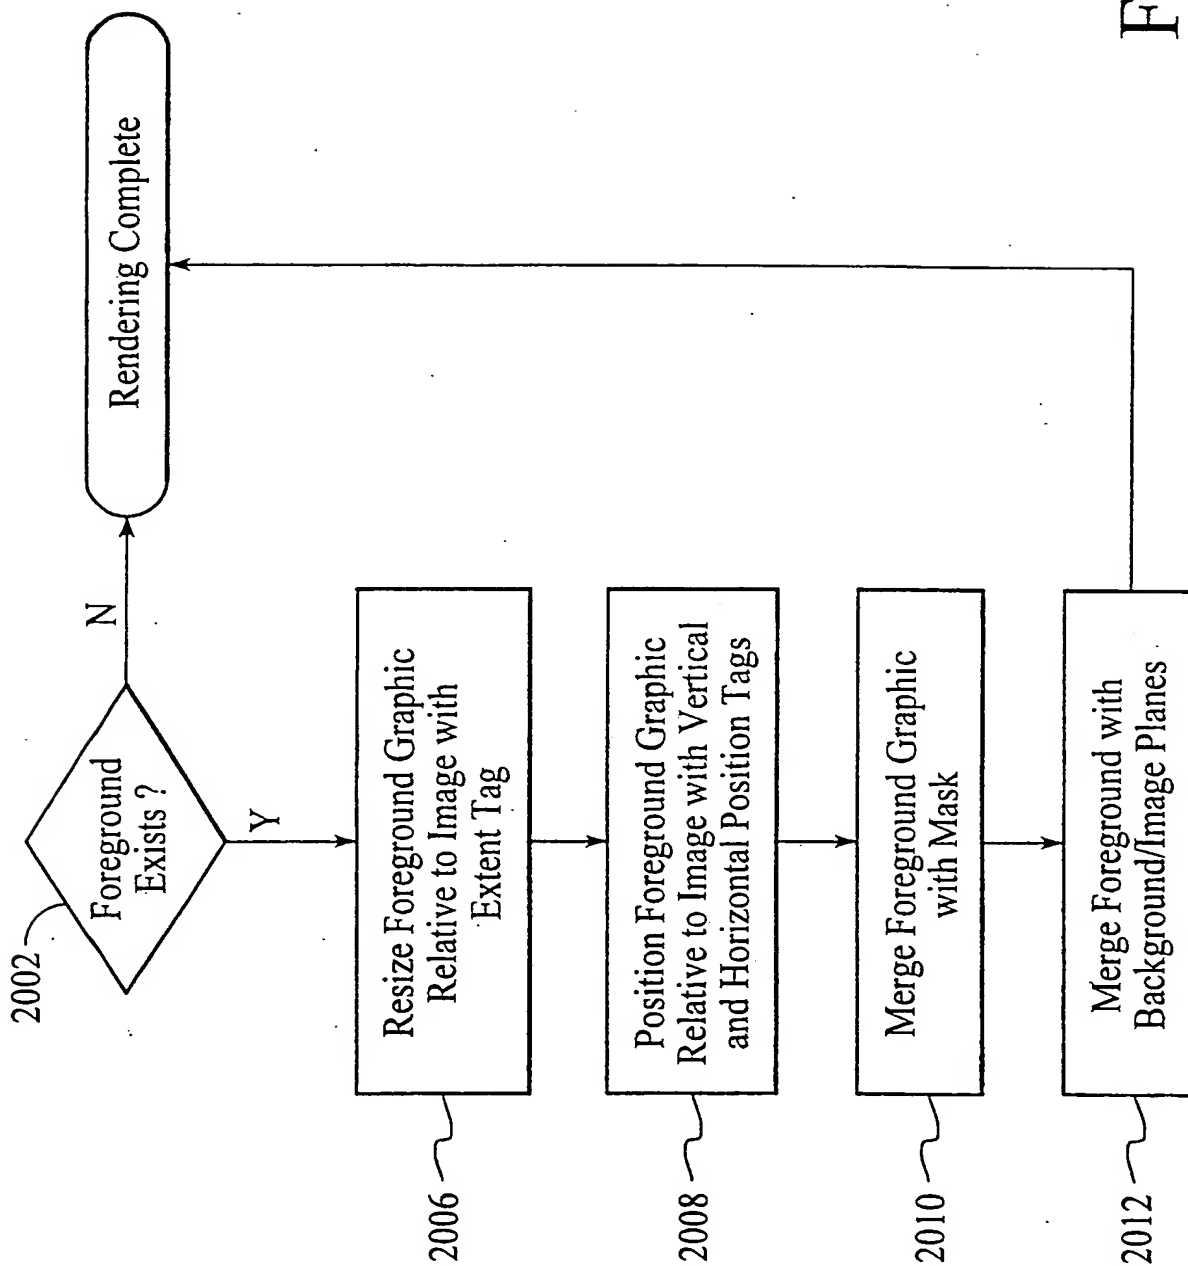 2002
Foreground
Exists ?
N
Rendering Complete
Y
2006
Resize Foreground Graphic
Relative to Image with
Extent Tag
2008
Position Foreground Graphic
Relative to Image with Vertical
and Horizontal Position Tags
2010
Merge Foreground Graphic
with Mask
2012
Merge Foreground with
Background/Image Planes
F